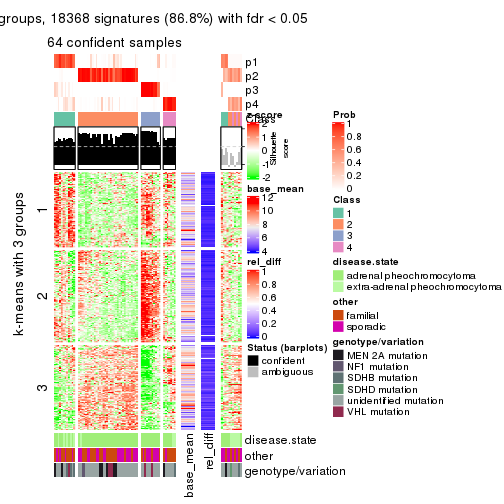 groups, 18368 signatures (86.8%) with fdr < 0.05
64 confident samples
p1
p2
p3
p4
Class
z-score
2
1
0
-1
-2
Silhouette
score
k-means with 3 groups
1
2
3
base_mean
12
10
8
6
4
rel_diff
1
0.8
0.6
0.4
0.2
0
Status (barplots)
confident
ambiguous
Prob
1
0.8
0.6
0.4
0.2
0
Class
1
2
3
4
disease.state
adrenal pheochromocytoma
extra-adrenal pheochromocytoma
other
familial
sporadic
genotype/variation
MEN 2A mutation
NF1 mutation
SDHB mutation
SDHD mutation
unidentified mutation
VHL mutation
disease.state
other
genotype/variation
base_mean
rel_diff